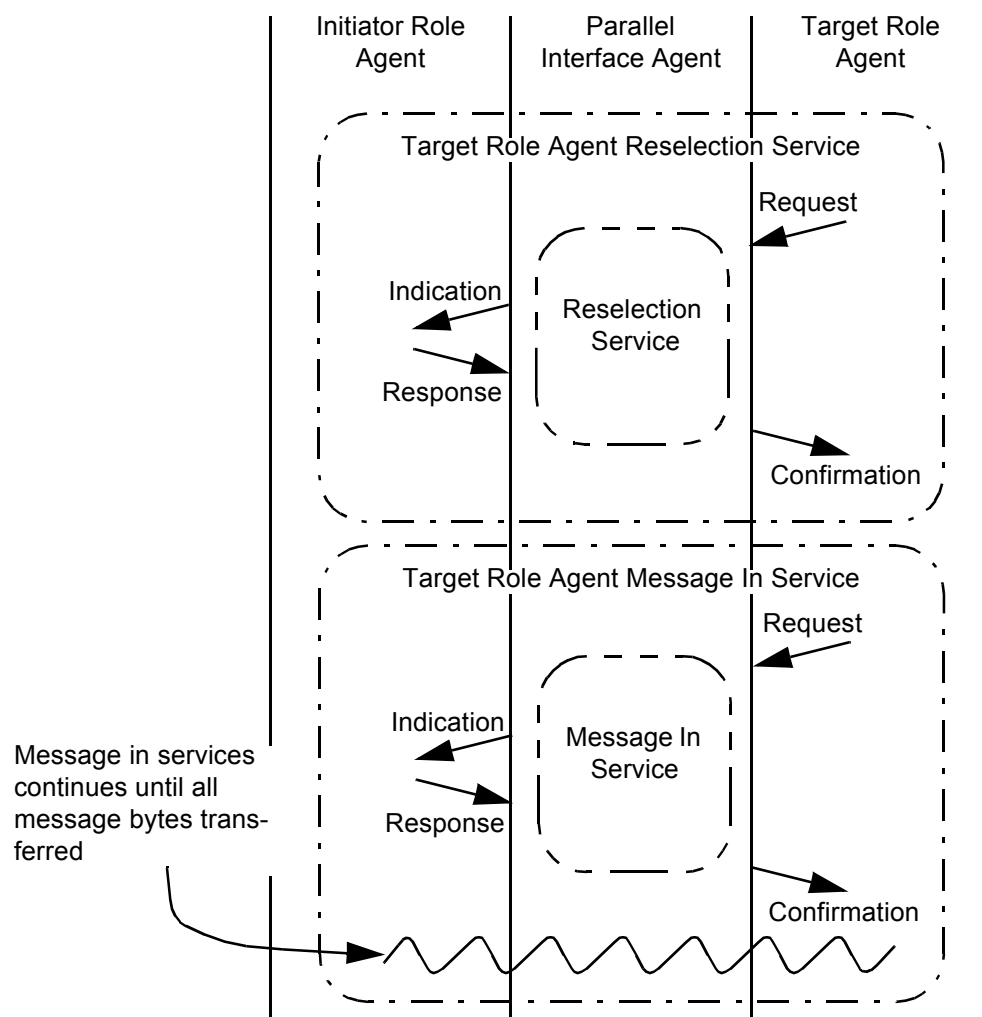 Initiator Role
Agent
Parallel
Interface Agent
Target Role
Agent
Target Role Agent Reselection Service
Request
Indication
Reselection
Service
Response
Confirmation
Target Role Agent Message In Service
Request
Indication
Message In
Service
Message in services
continues until all
message bytes trans-
ferred
Response
Confirmation